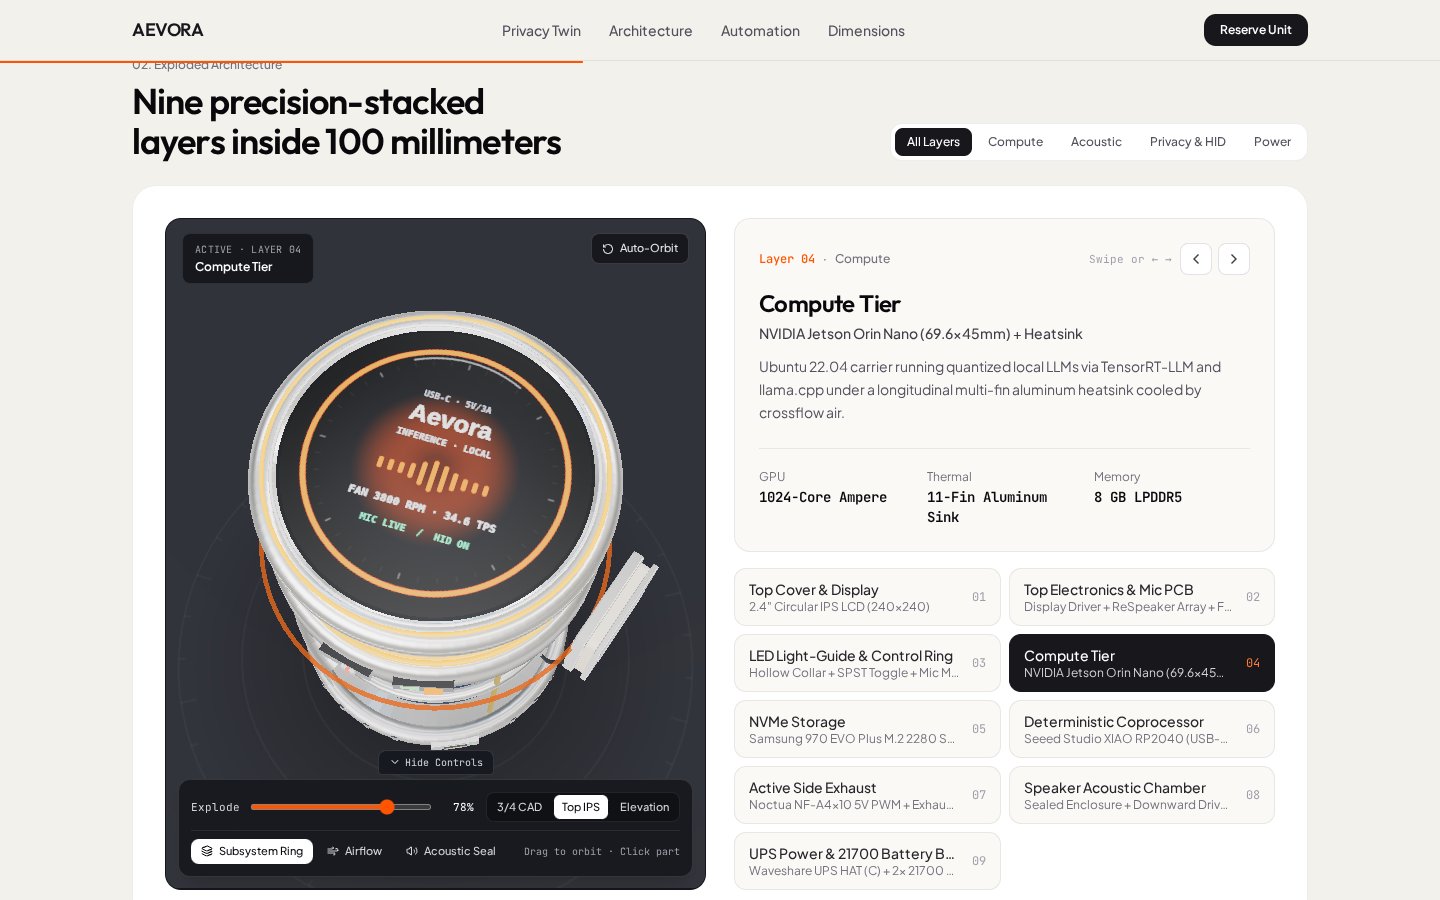 AEVORA
Privacy Twin
Architecture
Automation
Dimensions
Reserve Unit
02. Exploded Architecture
Nine precision-stacked
layers inside 100 millimeters
All Layers
Compute
Acoustic
Privacy & HID
Power
ACTIVE · LAYER 04
Compute Tier
Auto-Orbit
USB-C · 5V/3A
Aevora
INFERENCE · LOCAL
FAN 3000 RPM · 34.6 TPS
MIC LIVE / HID ON
Hide Controls
Explode
78%
3/4 CAD
Top IPS
Elevation
Subsystem Ring
Airflow
Acoustic Seal
Drag to orbit · Click part
Layer 04 · Compute
Swipe or ← →
Compute Tier
NVIDIA Jetson Orin Nano (69.6×45mm) + Heatsink
Ubuntu 22.04 carrier running quantized local LLMs via TensorRT-LLM and
llama.cpp under a longitudinal multi-fin aluminum heatsink cooled by
crossflow air.
GPU
1024-Core Ampere
Thermal
11-Fin Aluminum
Sink
Memory
8 GB LPDDR5
Top Cover & Display
2.4" Circular IPS LCD (240×240)
01
Top Electronics & Mic PCB
Display Driver + ReSpeaker Array + F...
02
LED Light-Guide & Control Ring
Hollow Collar + SPST Toggle + Mic M...
03
Compute Tier
NVIDIA Jetson Orin Nano (69.6×45...
04
NVMe Storage
Samsung 970 EVO Plus M.2 2280 S...
05
Deterministic Coprocessor
Seeed Studio XIAO RP2040 (USB-...
06
Active Side Exhaust
Noctua NF-A4×10 5V PWM + Exhau...
07
Speaker Acoustic Chamber
Sealed Enclosure + Downward Driv...
08
UPS Power & 21700 Battery B...
Waveshare UPS HAT (C) + 2× 21700 ...
09